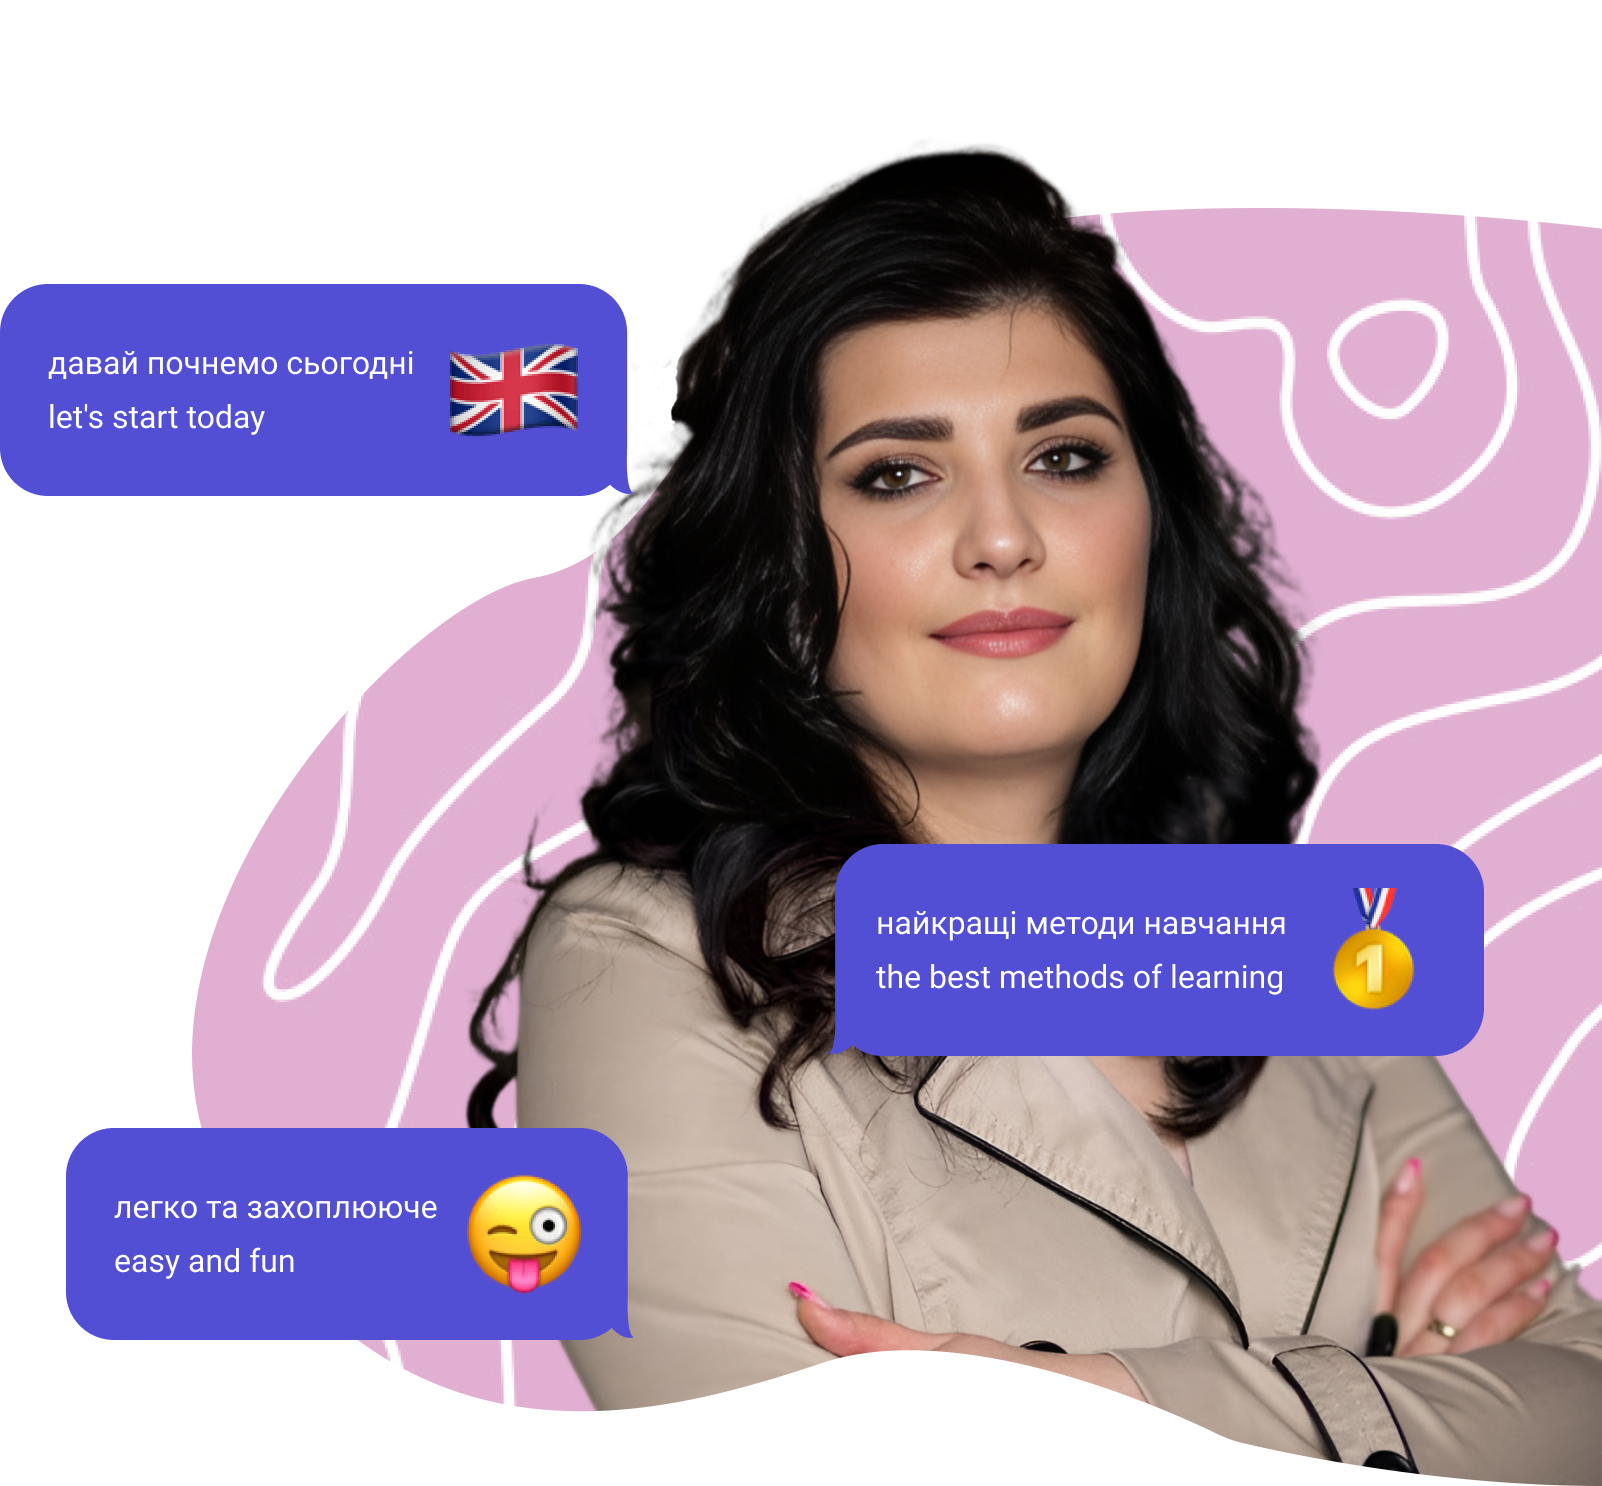 давай почнемо сьогодні
let's start today
найкращі методи навчання
the best methods of learning
1
легко та захоплююче
easy and fun